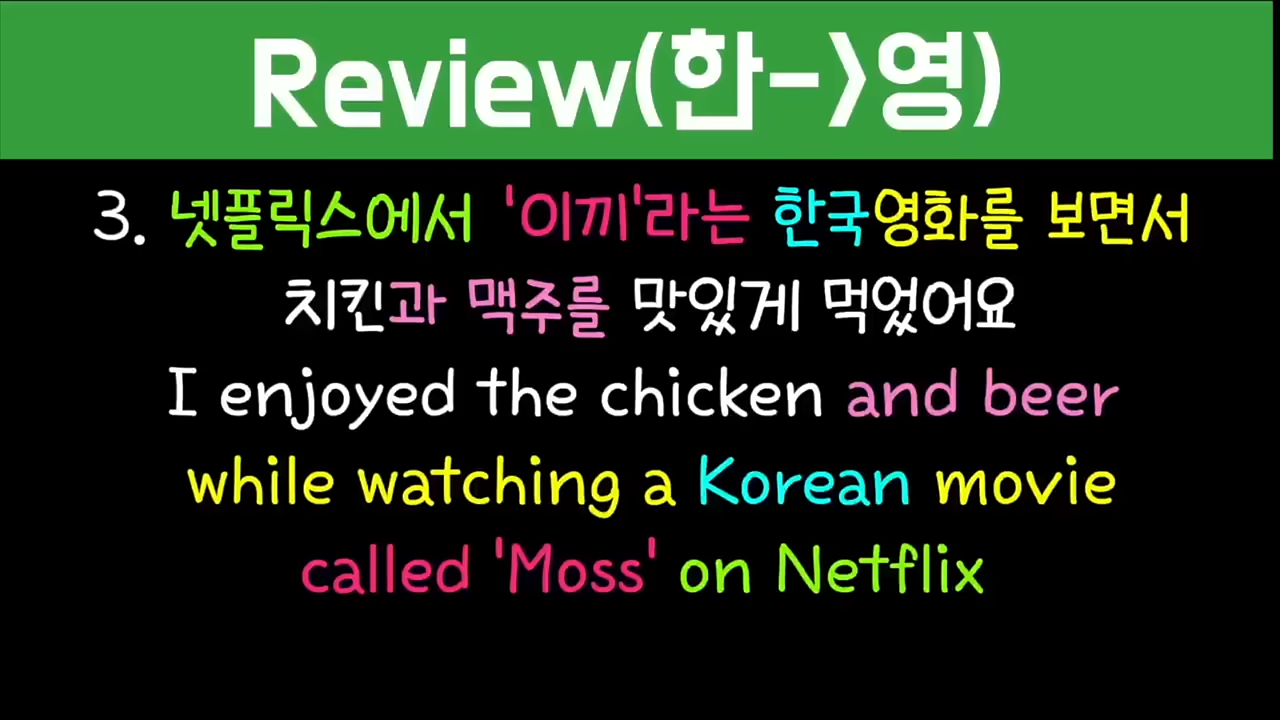 Review(한->영)
3. 넷플릭스에서 '이끼'라는 한국영화를 보면서
치킨과 맥주를 맛있게 먹었어요
I enjoyed the chicken and beer
while watching a Korean movie
called 'Moss' on Netflix